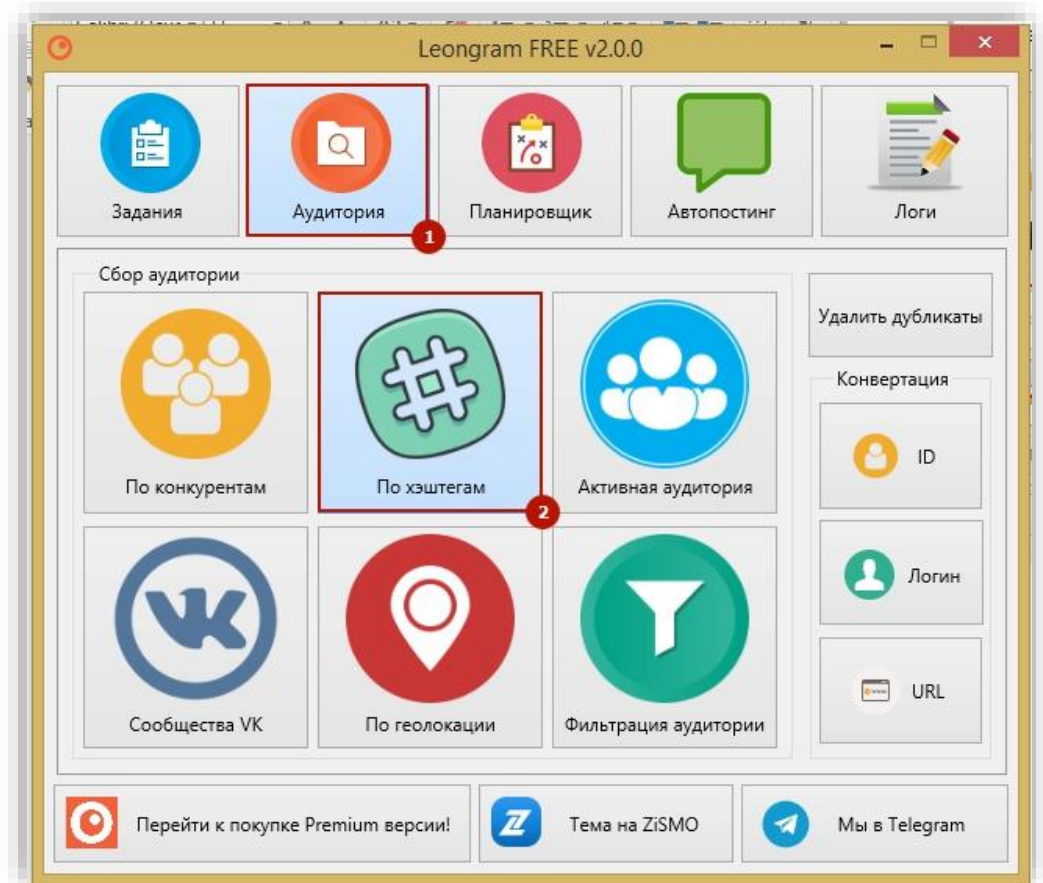 Leongram FREE v2.0.0
Задания
Аудитория
Планировщик
Автопостинг
Логи
1
Сбор аудитории
Удалить дубликаты
По конкурентам
По хэштегам
Активная аудитория
2
Конвертация
ID
Логин
URL
Сообщества VK
По геолокации
Фильтрация аудитории
Перейти к покупке Premium версии!
Тема на ZiSMO
Мы в Telegram